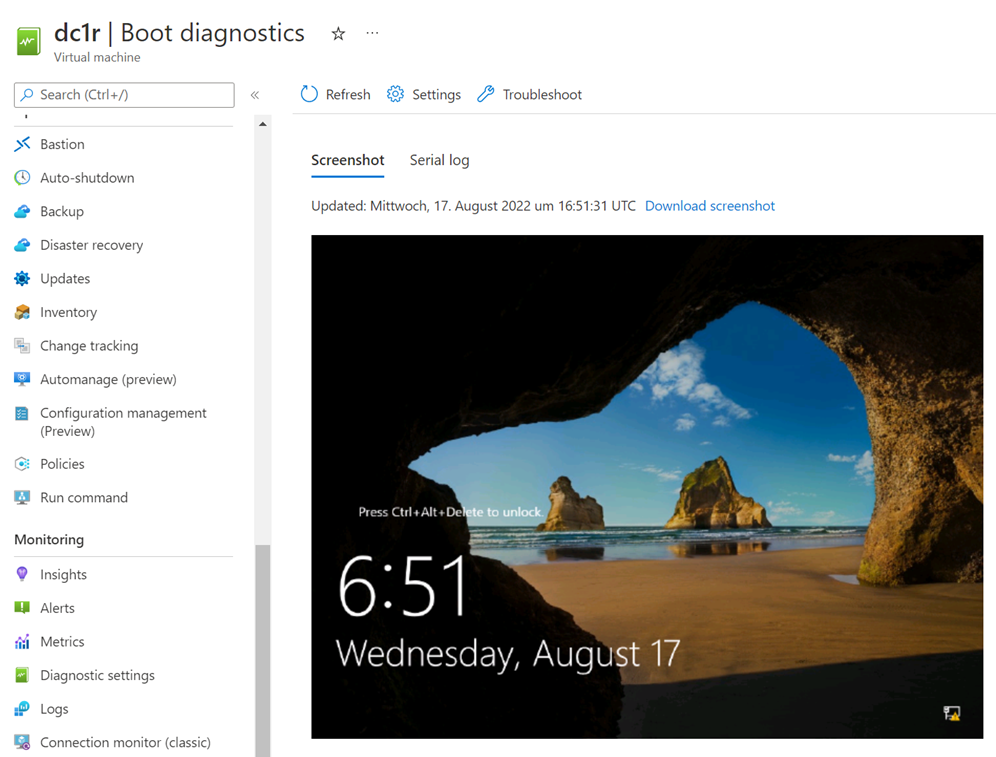 dc1r | Boot diagnostics
Virtual machine
Search (Ctrl+/)
Bastion
Auto-shutdown
Backup
Disaster recovery
Updates
Inventory
Change tracking
Automanage (preview)
Configuration management
(Preview)
Policies
Run command
Monitoring
Insights
Alerts
Metrics
Diagnostic settings
Logs
Connection monitor (classic)
Refresh Settings Troubleshoot
Screenshot Serial log
Updated: Mittwoch, 17. August 2022 um 16:51:31 UTC Download screenshot
Press Ctrl+Alt+Delete to unlock.
6:51
Wednesday, August 17